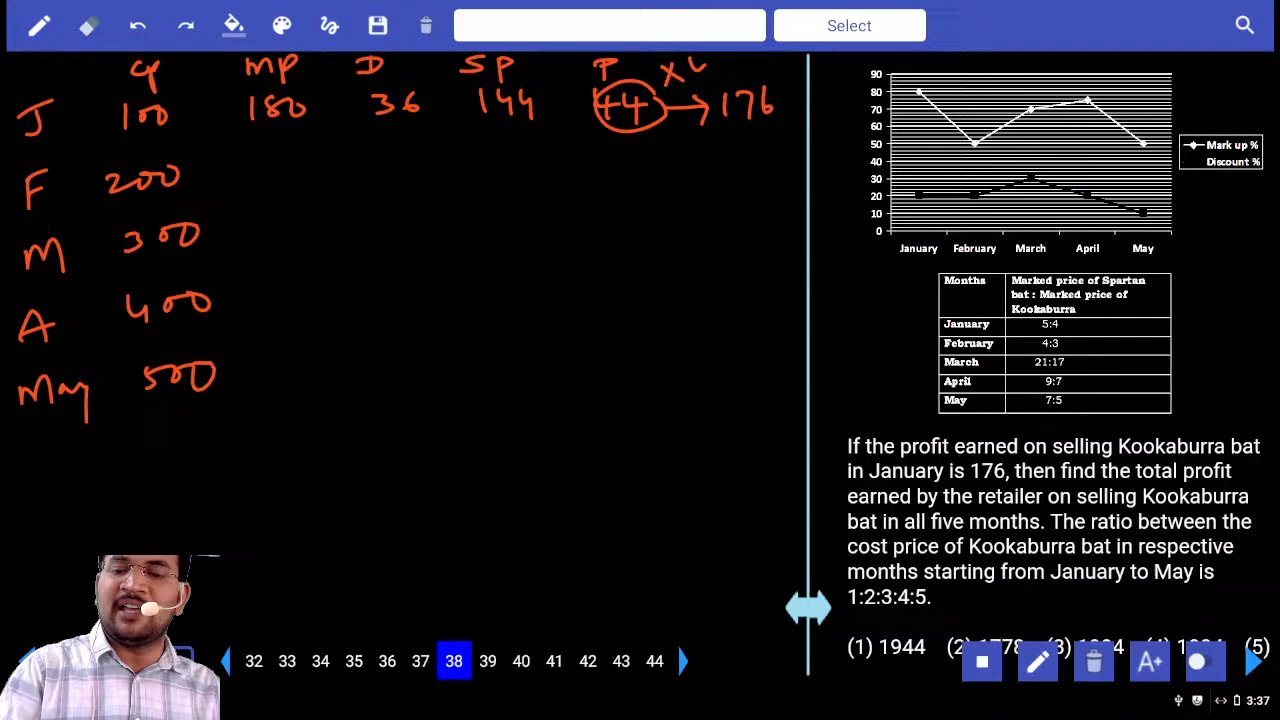 Select
CP MP D SP P
J 100 180 36 144 44 → 176
F 200
M 300
A 400
May 500
90
80
70
60
50
40
30
20
10
0
January February March April May
Mark up %
Discount %
Months Marked price of Spartan bat : Marked price of Kookaburra
January 5:4
February 4:3
March 21:17
April 9:7
May 7:5
If the profit earned on selling Kookaburra bat
in January is 176, then find the total profit
earned by the retailer on selling Kookaburra
bat in all five months. The ratio between the
cost price of Kookaburra bat in respective
months starting from January to May is
1:2:3:4:5.
(1) 1944 (2) 1778 (3) (4) (5)
32 33 34 35 36 37 38 39 40 41 42 43 44
A+
3:37